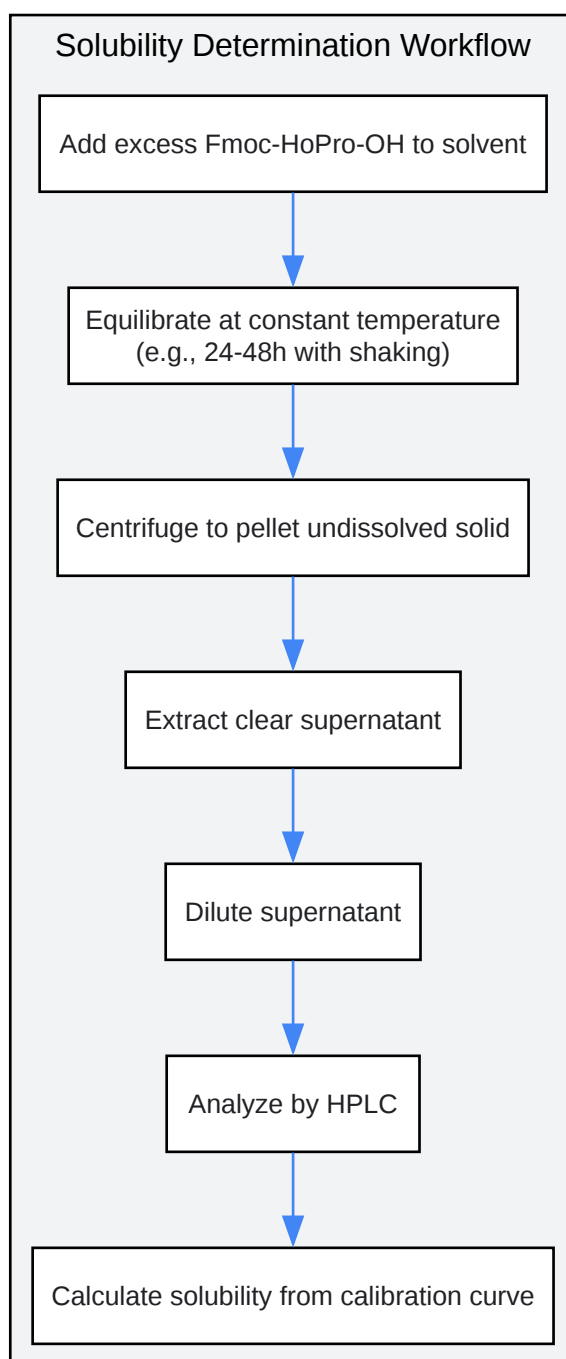 Solubility Determination Workflow
Add excess Fmoc-HoPro-OH to solvent
Equilibrate at constant temperature
(e.g., 24-48h with shaking)
Centrifuge to pellet undissolved solid
Extract clear supernatant
Dilute supernatant
Analyze by HPLC
Calculate solubility from calibration curve